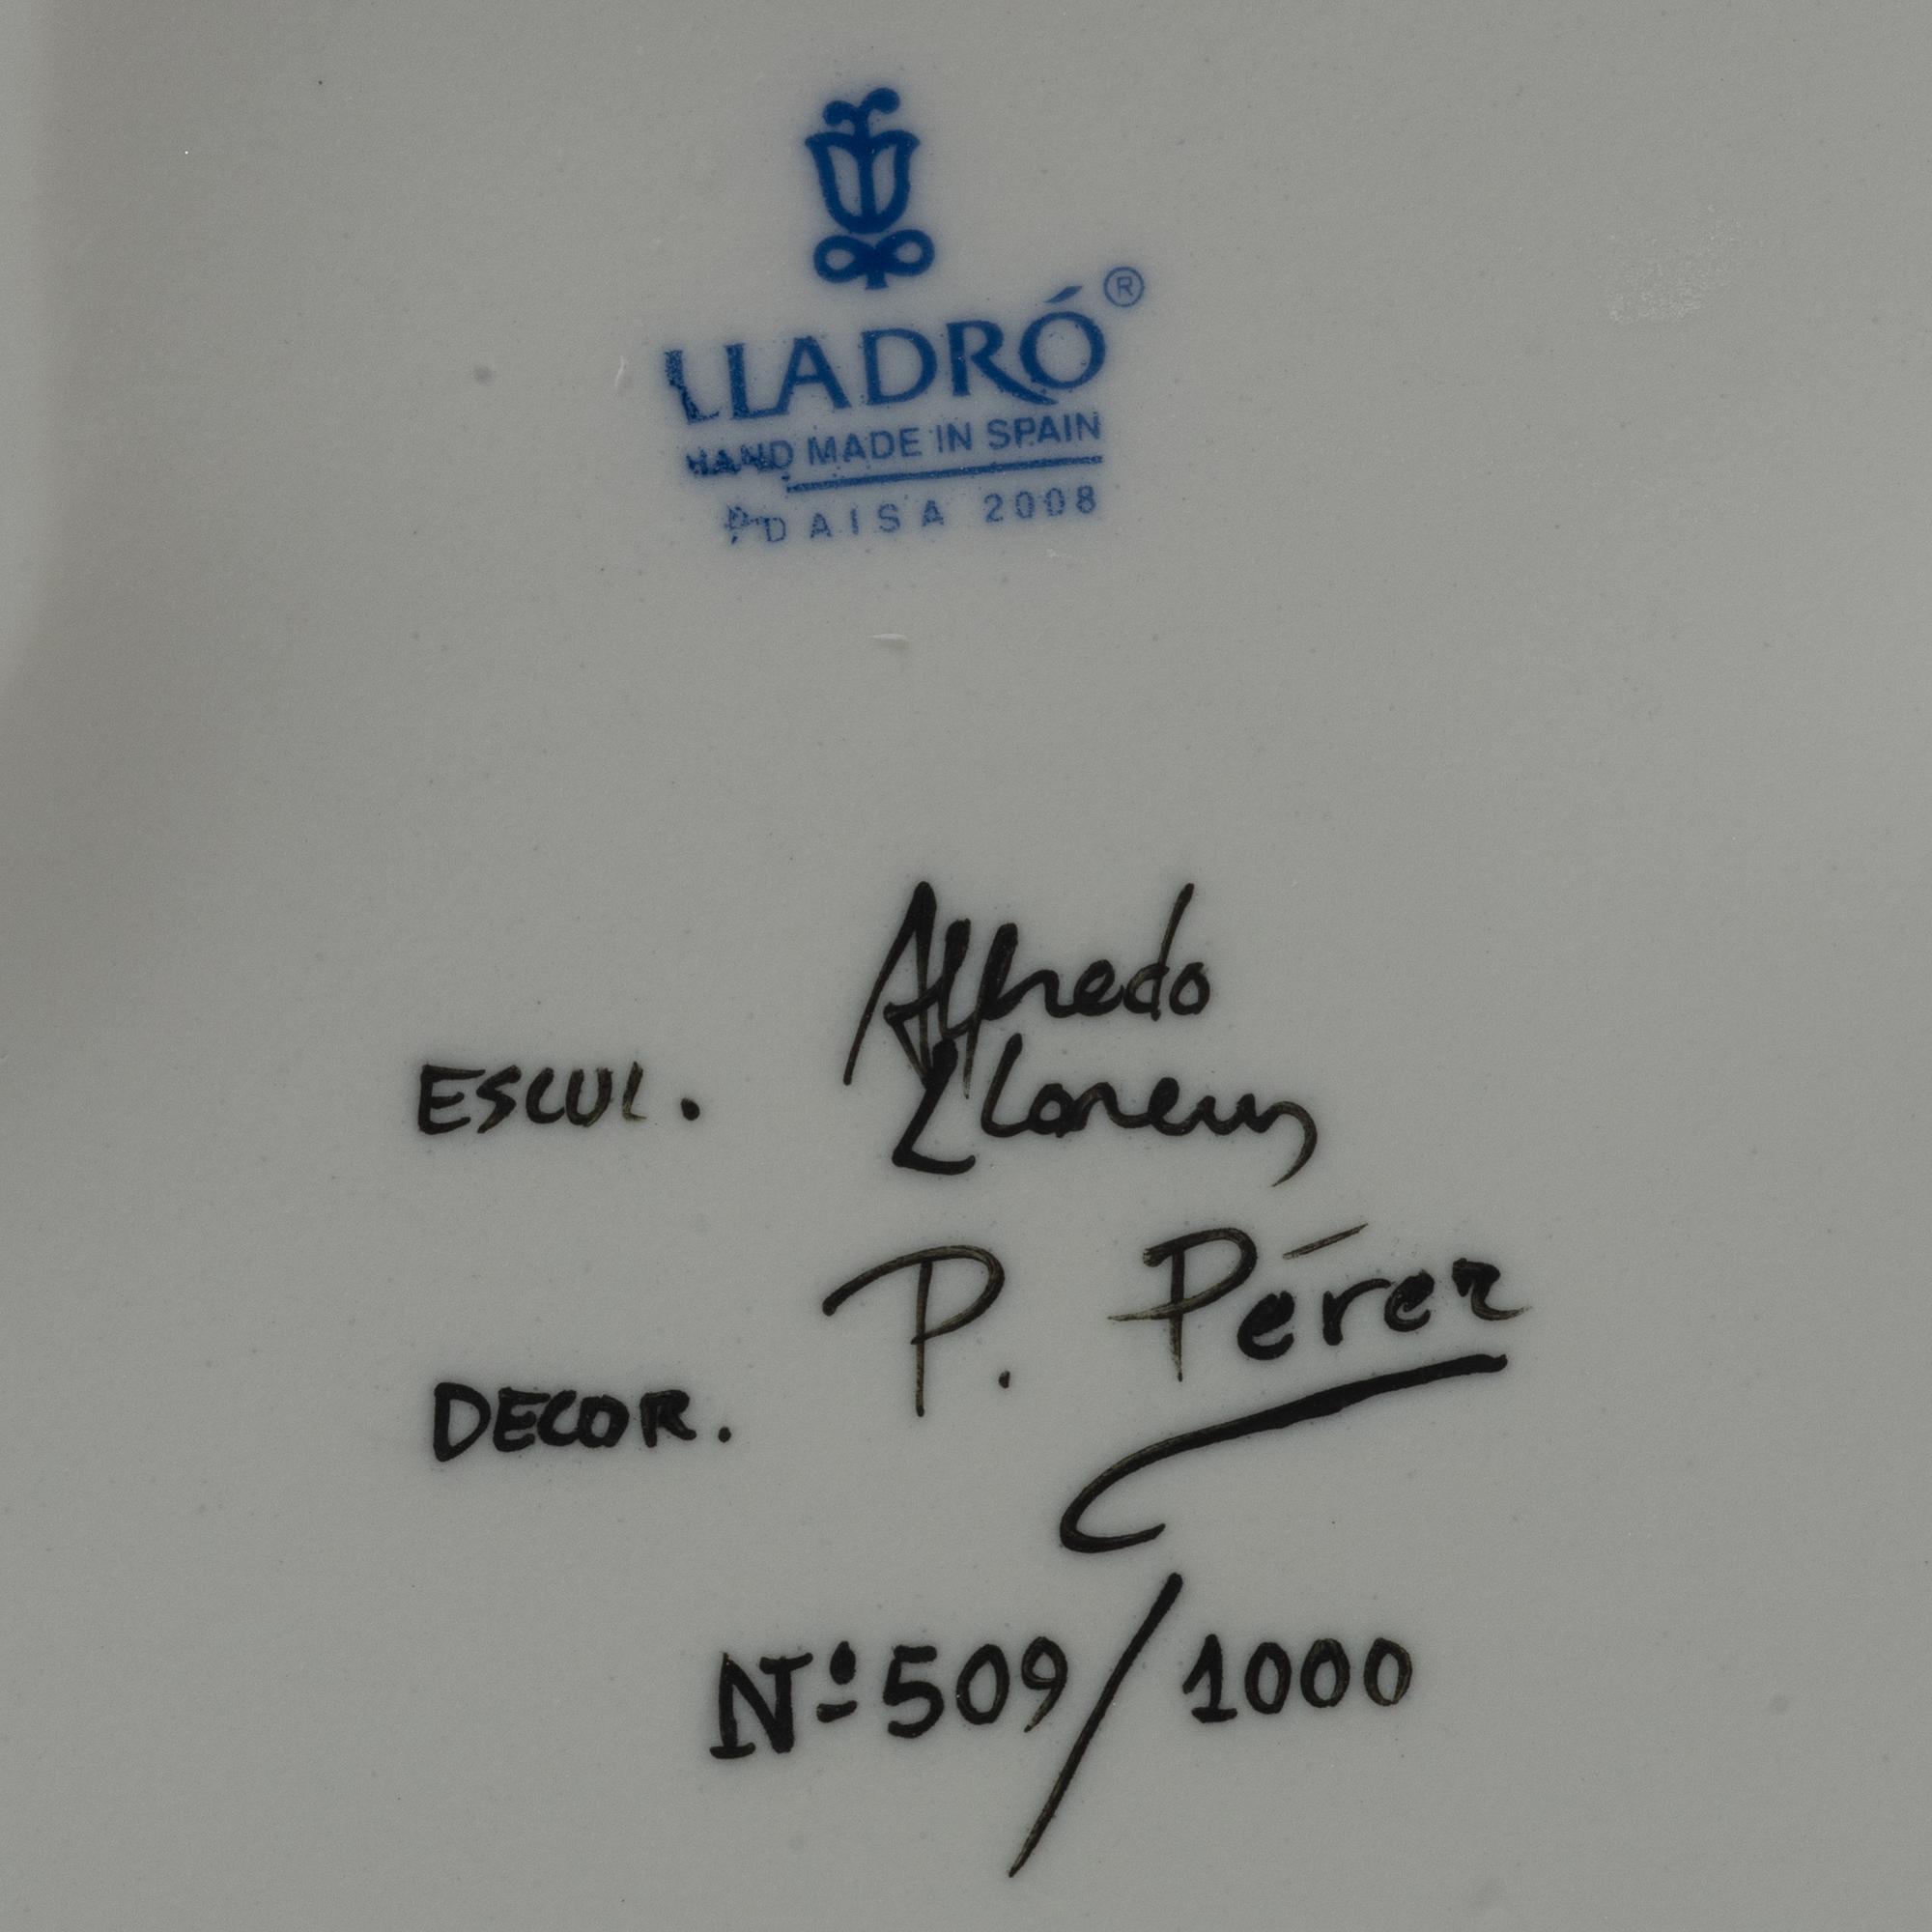 LLADRÓ®
HAND MADE IN SPAIN
DAISA 2008
Alfredo
ESCUL. Llorens
P. Pérez
DECOR.
Nº 509/1000